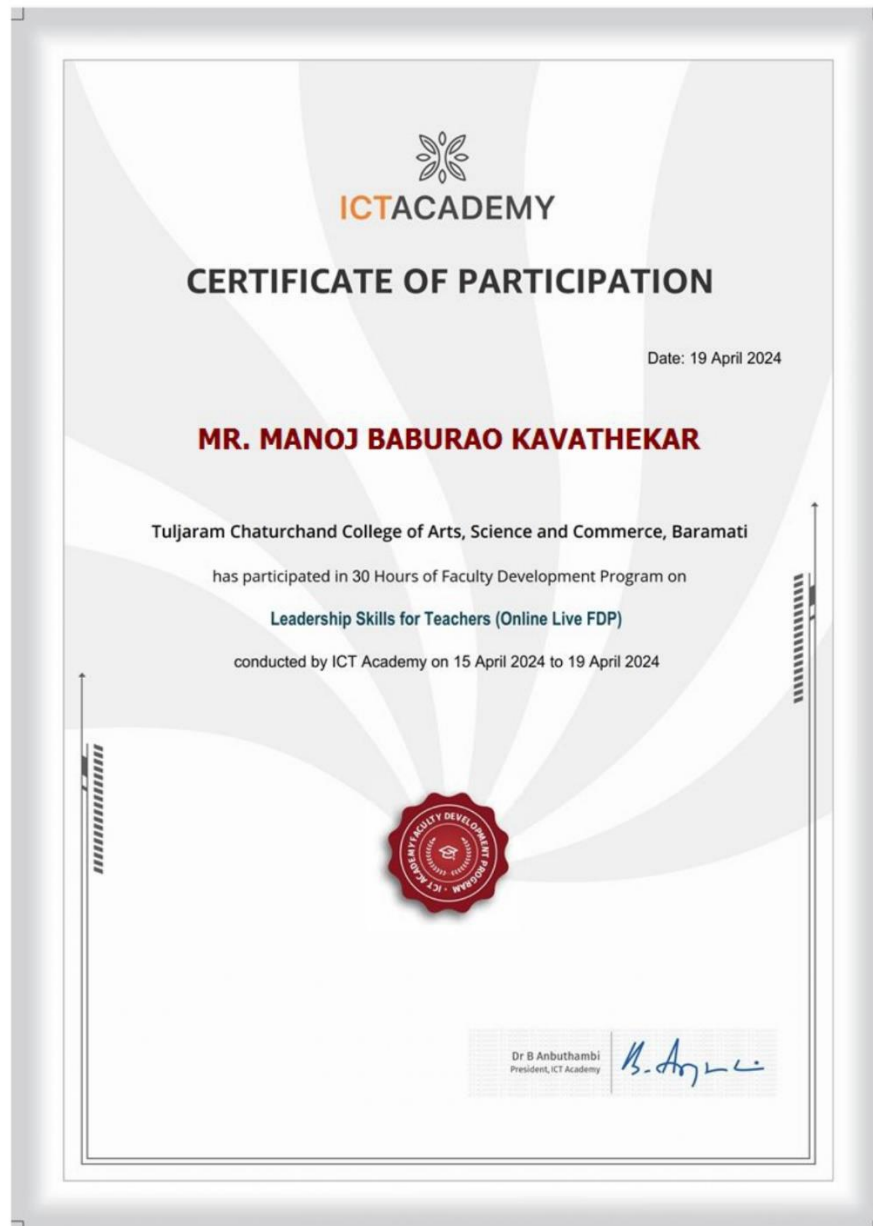 ICTACADEMY
CERTIFICATE OF PARTICIPATION
Date: 19 April 2024
MR. MANOJ BABURAO KAVATHEKAR
Tuljaram Chaturchand College of Arts, Science and Commerce, Baramati
has participated in 30 Hours of Faculty Development Program on
Leadership Skills for Teachers (Online Live FDP)
conducted by ICT Academy on 15 April 2024 to 19 April 2024
FACULTY DEVELOPMENT PROGRAM · ICT ACADEMY
Dr B Anbuthambi
President, ICT Academy